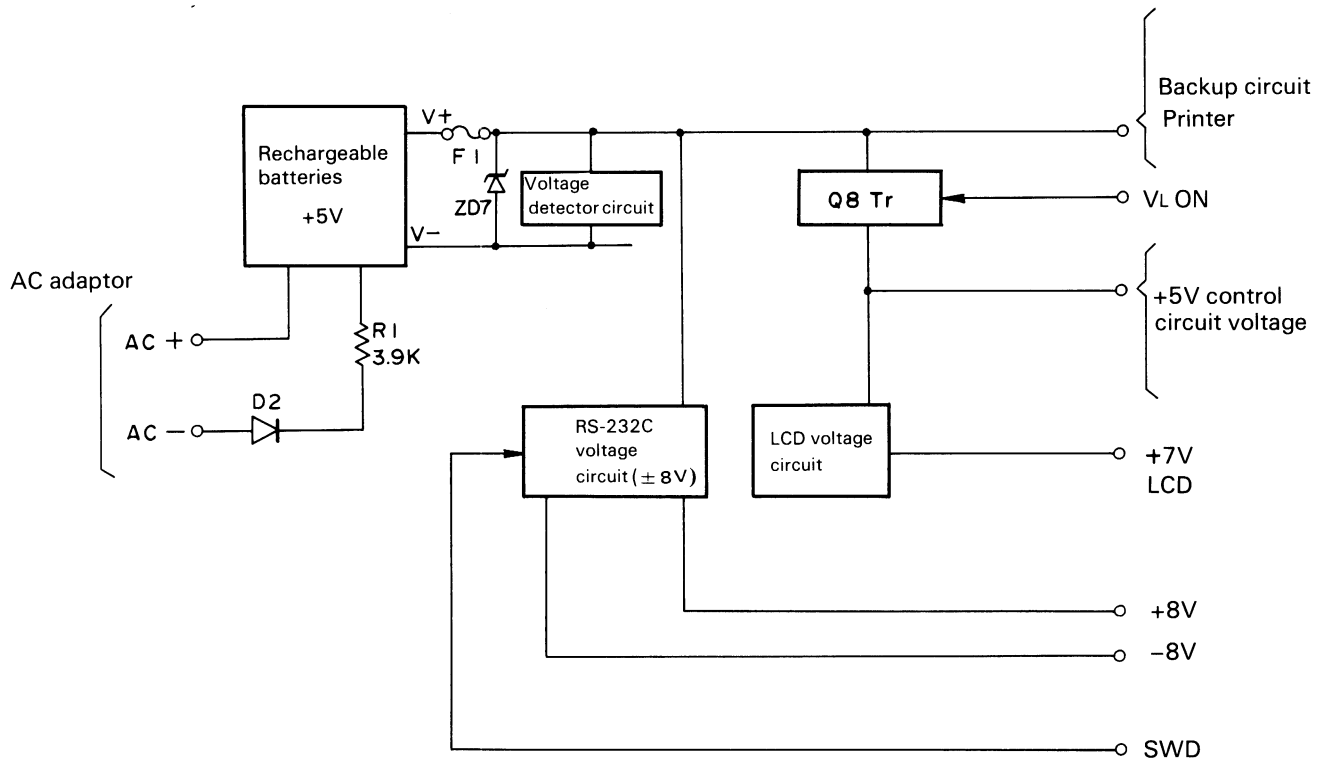 Backup circuit
Printer
V+
F1
Rechargeable
batteries
+5V
ZD7
Voltage
detector circuit
Q8 Tr
VL ON
V−
AC adaptor
+5V control
circuit voltage
AC +
R1
3.9K
D2
AC −
RS-232C
voltage
circuit (± 8V)
LCD voltage
circuit
+7V
LCD
+8V
−8V
SWD